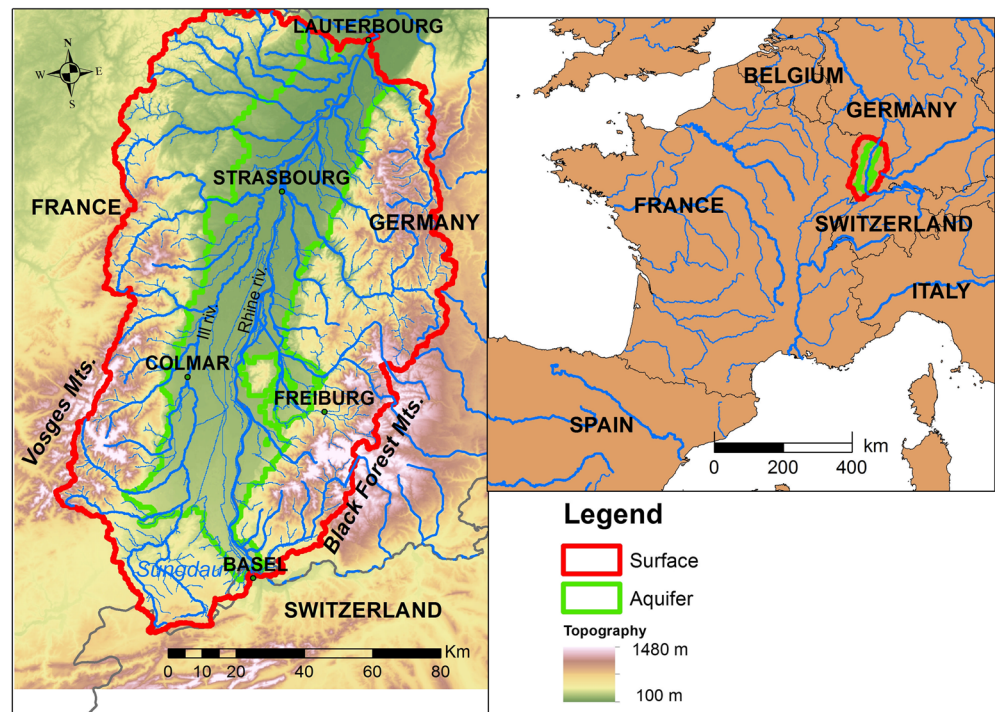 LAUTERBOURG
N
W E
S
STRASBOURG
FRANCE
GERMANY
Ill riv.
Rhine riv.
COLMAR
FREIBURG
Vosges Mts.
Black Forest Mts.
BASEL
Sungdau
SWITZERLAND
0 10 20 40 60 80 Km
BELGIUM
GERMANY
FRANCE
SWITZERLAND
ITALY
SPAIN
km
0 200 400
Legend
Surface
Aquifer
Topography
1480 m
100 m